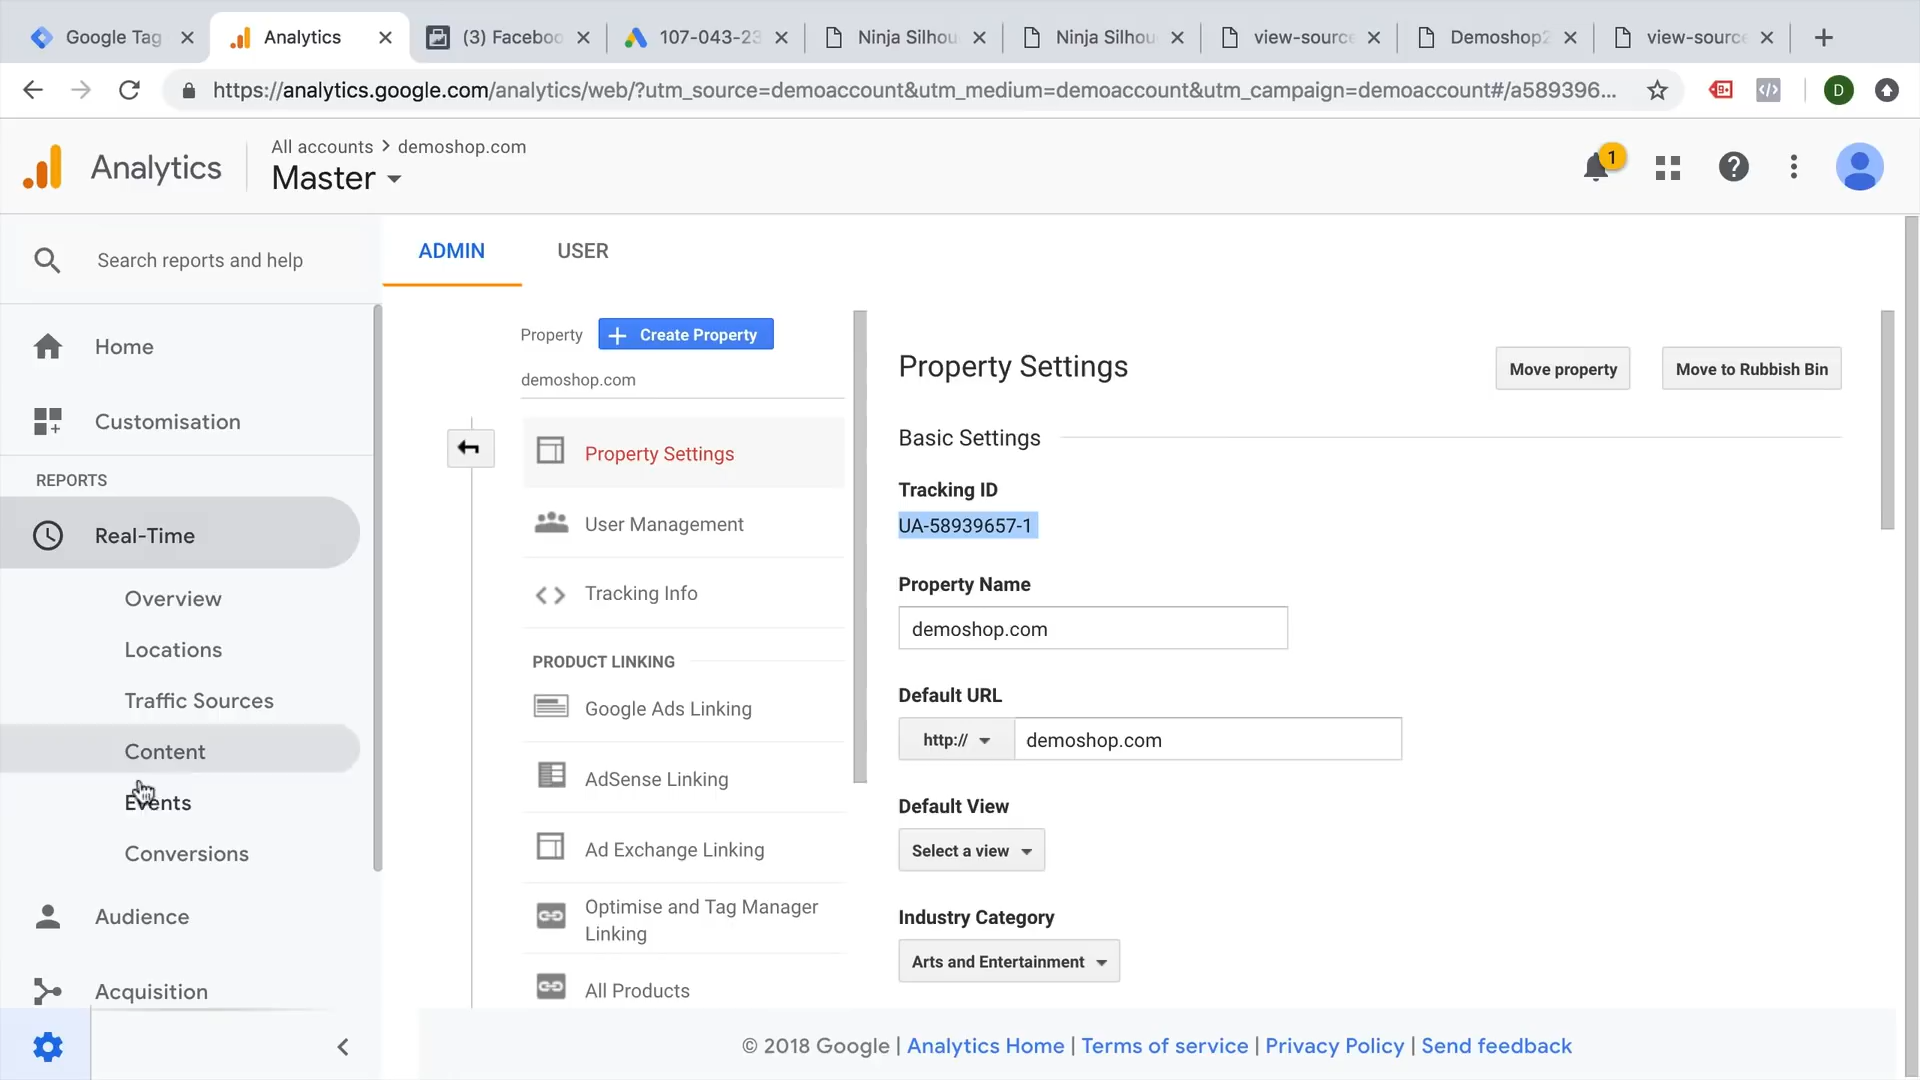 Google Tag
Analytics
(3) Faceboo
107-043-23
Ninja Silhou
Ninja Silhou
view-source
Demoshop2
view-source
https://analytics.google.com/analytics/web/?utm_source=demoaccount&utm_medium=demoaccount&utm_campaign=demoaccount#/a589396...
D
Analytics
All accounts > demoshop.com
Master
1
Search reports and help
ADMIN
USER
Home
Customisation
REPORTS
Real-Time
Overview
Locations
Traffic Sources
Content
Events
Conversions
Audience
Acquisition
Property
Create Property
demoshop.com
Property Settings
User Management
Tracking Info
PRODUCT LINKING
Google Ads Linking
AdSense Linking
Ad Exchange Linking
Optimise and Tag Manager
Linking
All Products
Property Settings
Move property
Move to Rubbish Bin
Basic Settings
Tracking ID
UA-58939657-1
Property Name
demoshop.com
Default URL
http://
demoshop.com
Default View
Select a view
Industry Category
Arts and Entertainment
© 2018 Google | Analytics Home | Terms of service | Privacy Policy | Send feedback